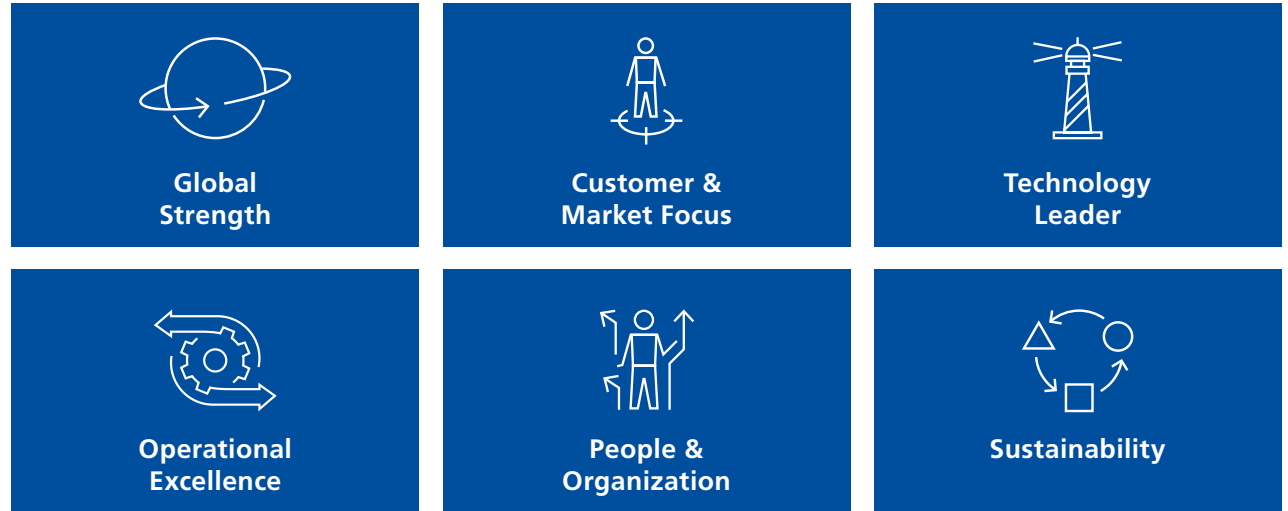 Global
Strength
Customer &
Market Focus
Technology
Leader
Operational
Excellence
People &
Organization
Sustainability